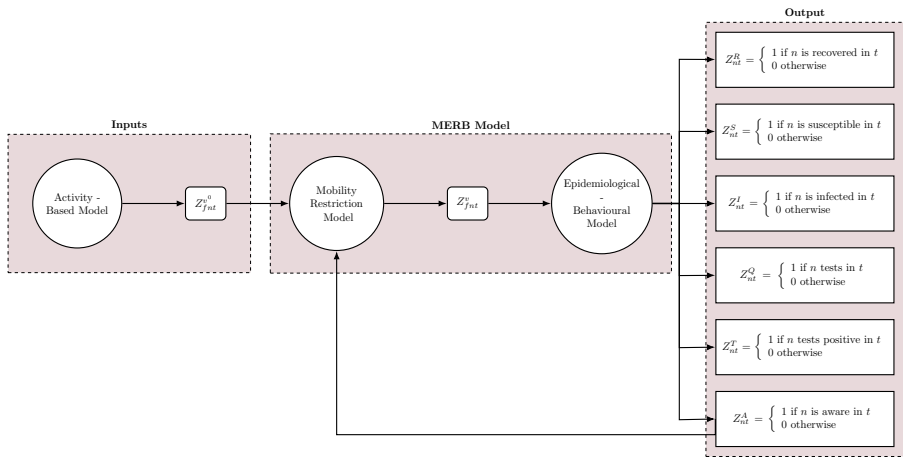 Output
Z^R_{nt} = { 1 if n is recovered in t
0 otherwise
Z^S_{nt} = { 1 if n is susceptible in t
0 otherwise
Inputs
MERB Model
Activity -
Based Model
Z^{v^0}_{fnt}
Mobility
Restriction
Model
Z^v_{fnt}
Epidemiological
-
Behavioural
Model
Z^I_{nt} = { 1 if n is infected in t
0 otherwise
Z^Q_{nt} = { 1 if n tests in t
0 otherwise
Z^T_{nt} = { 1 if n tests positive in t
0 otherwise
Z^A_{nt} = { 1 if n is aware in t
0 otherwise